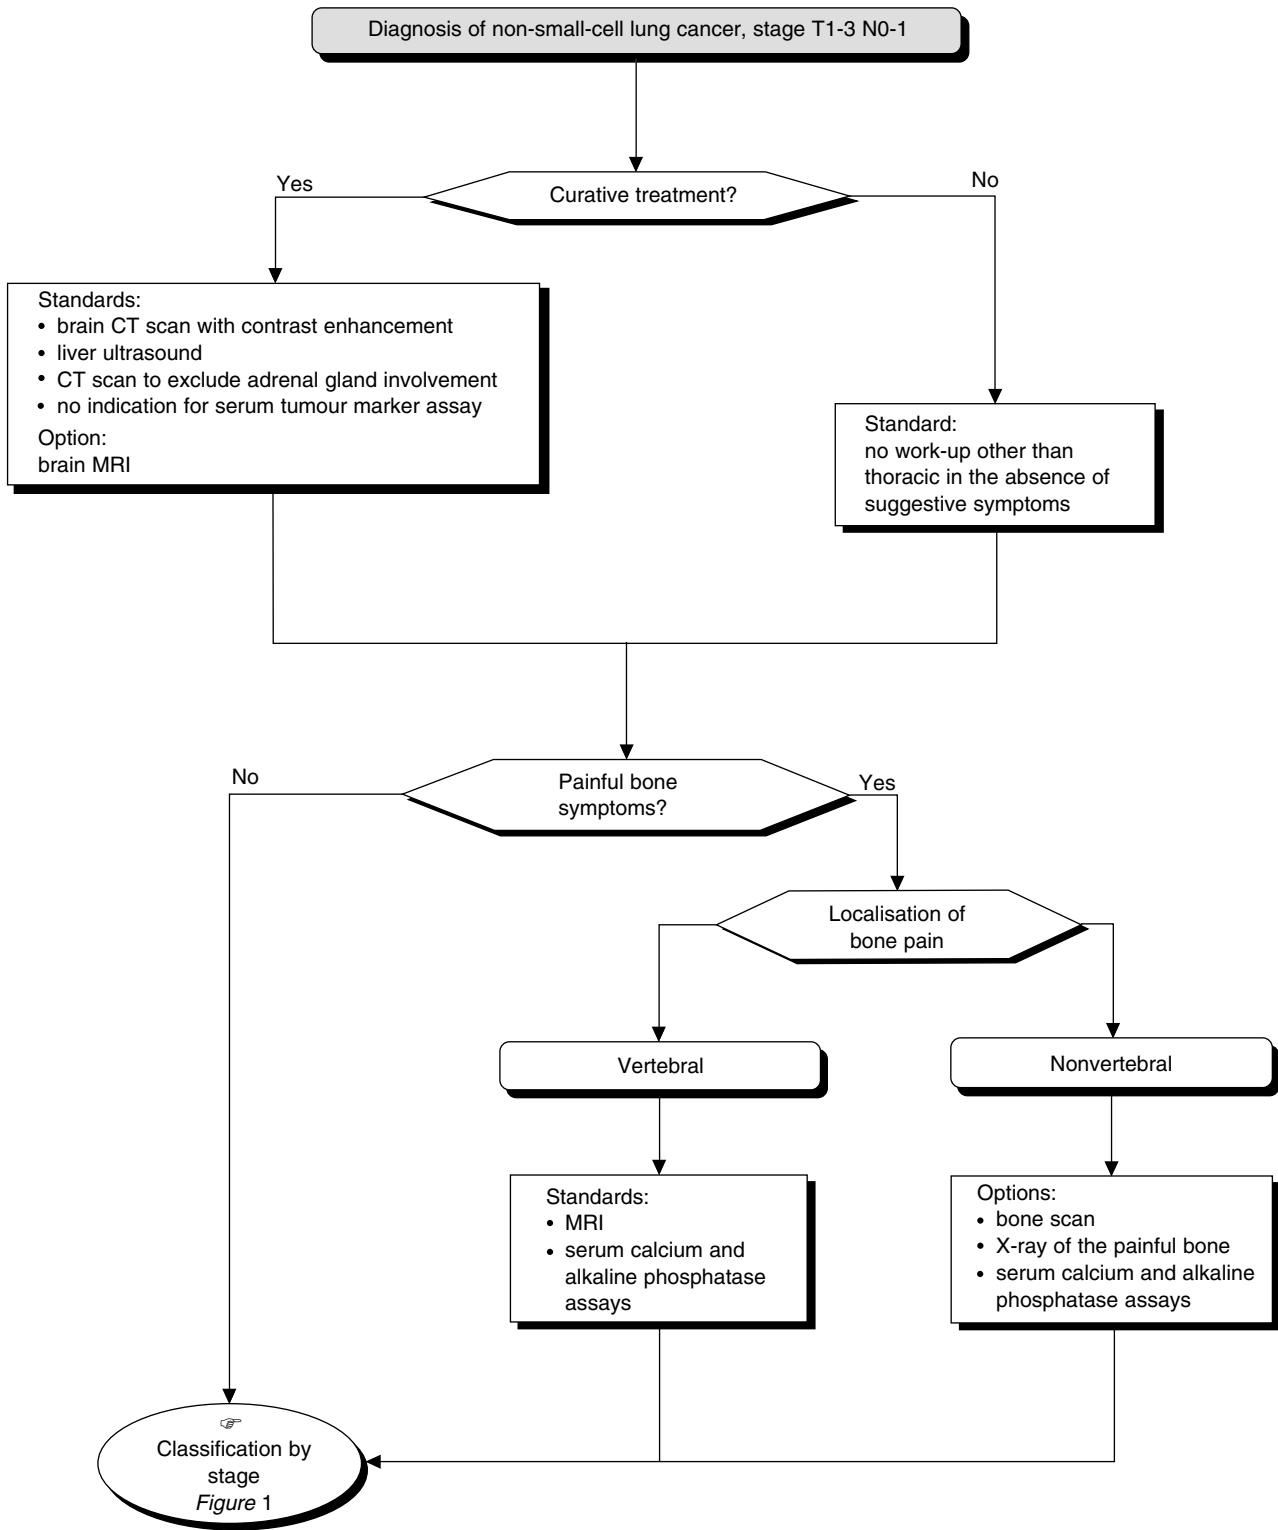 Diagnosis of non-small-cell lung cancer, stage T1-3 N0-1
Curative treatment?
Yes
No
Standards:
• brain CT scan with contrast enhancement
• liver ultrasound
• CT scan to exclude adrenal gland involvement
• no indication for serum tumour marker assay
Option:
brain MRI
Standard:
no work-up other than
thoracic in the absence of
suggestive symptoms
Painful bone
symptoms?
No
Yes
Localisation of
bone pain
Vertebral
Nonvertebral
Standards:
• MRI
• serum calcium and
alkaline phosphatase
assays
Options:
• bone scan
• X-ray of the painful bone
• serum calcium and alkaline
phosphatase assays
☞
Classification by
stage
Figure 1